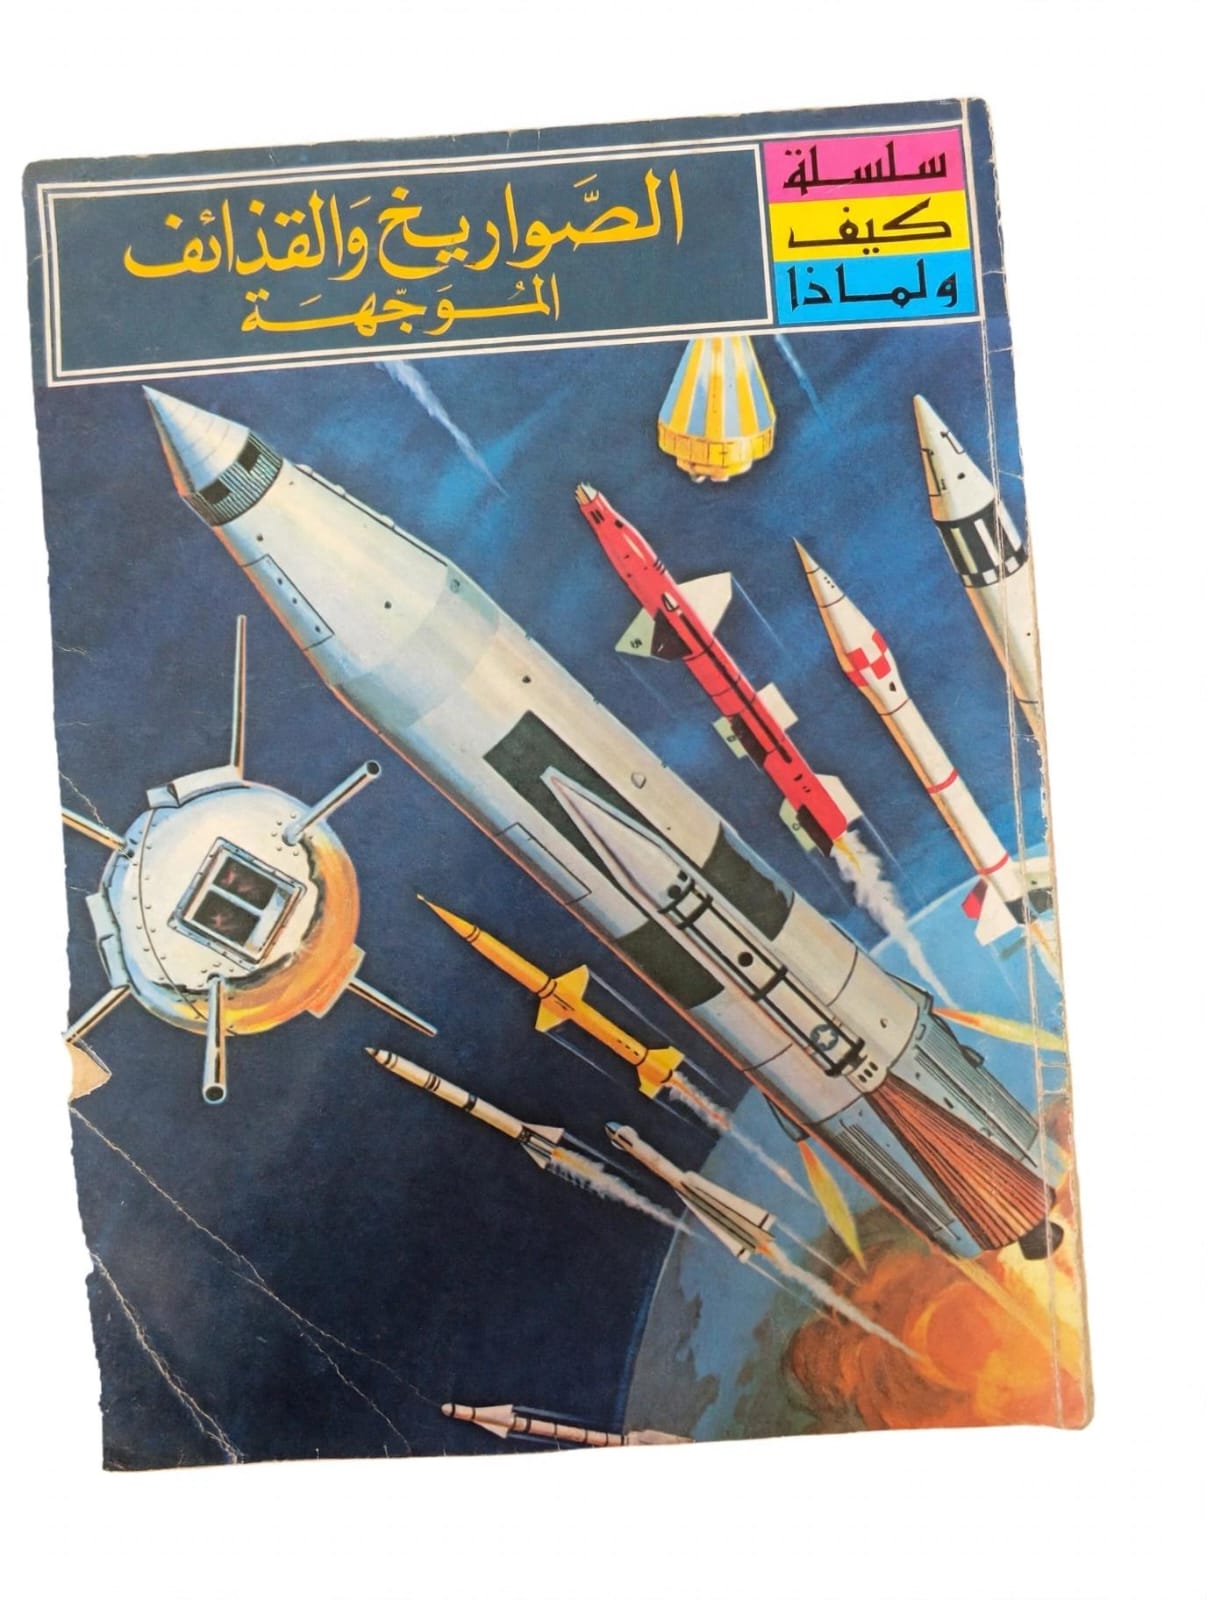 سلسلة
كيف
ولماذا
الصَّواريخ وَالقذائف
المُوَجَّهَة